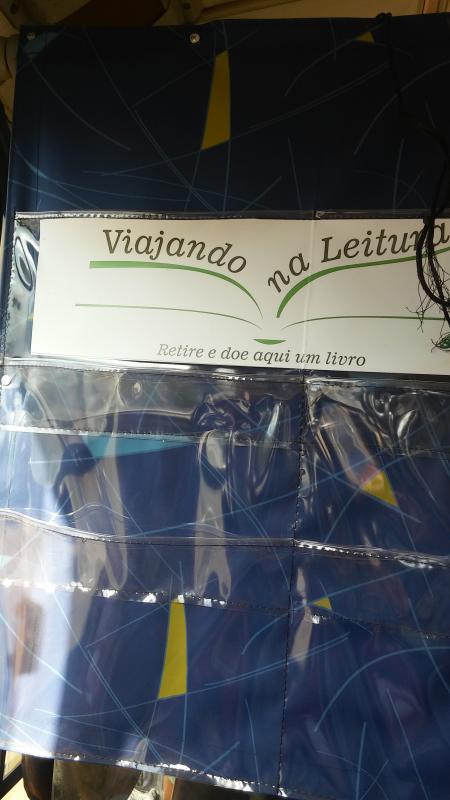 Viajando na Leitura
Retire e doe aqui um livro